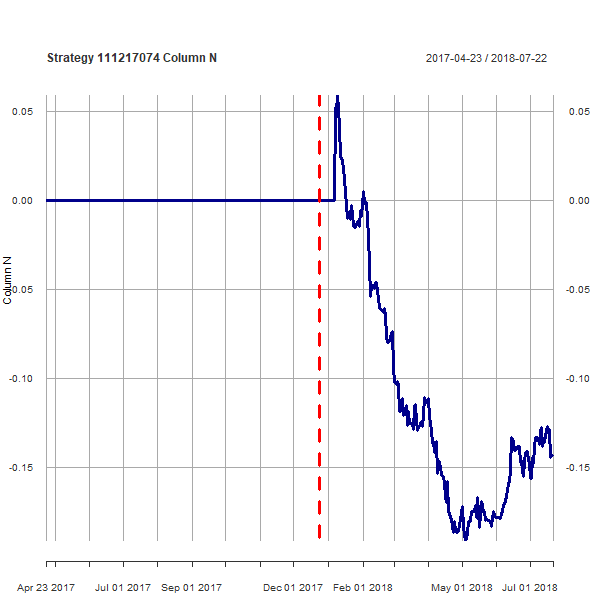 Strategy 111217074 Column N
2017-04-23 / 2018-07-22
0.05 0.05
0.00 0.00
Column N
-0.05 -0.05
-0.10 -0.10
-0.15 -0.15
Apr 23 2017 Jul 01 2017 Sep 01 2017 Dec 01 2017 Feb 01 2018 May 01 2018 Jul 01 2018